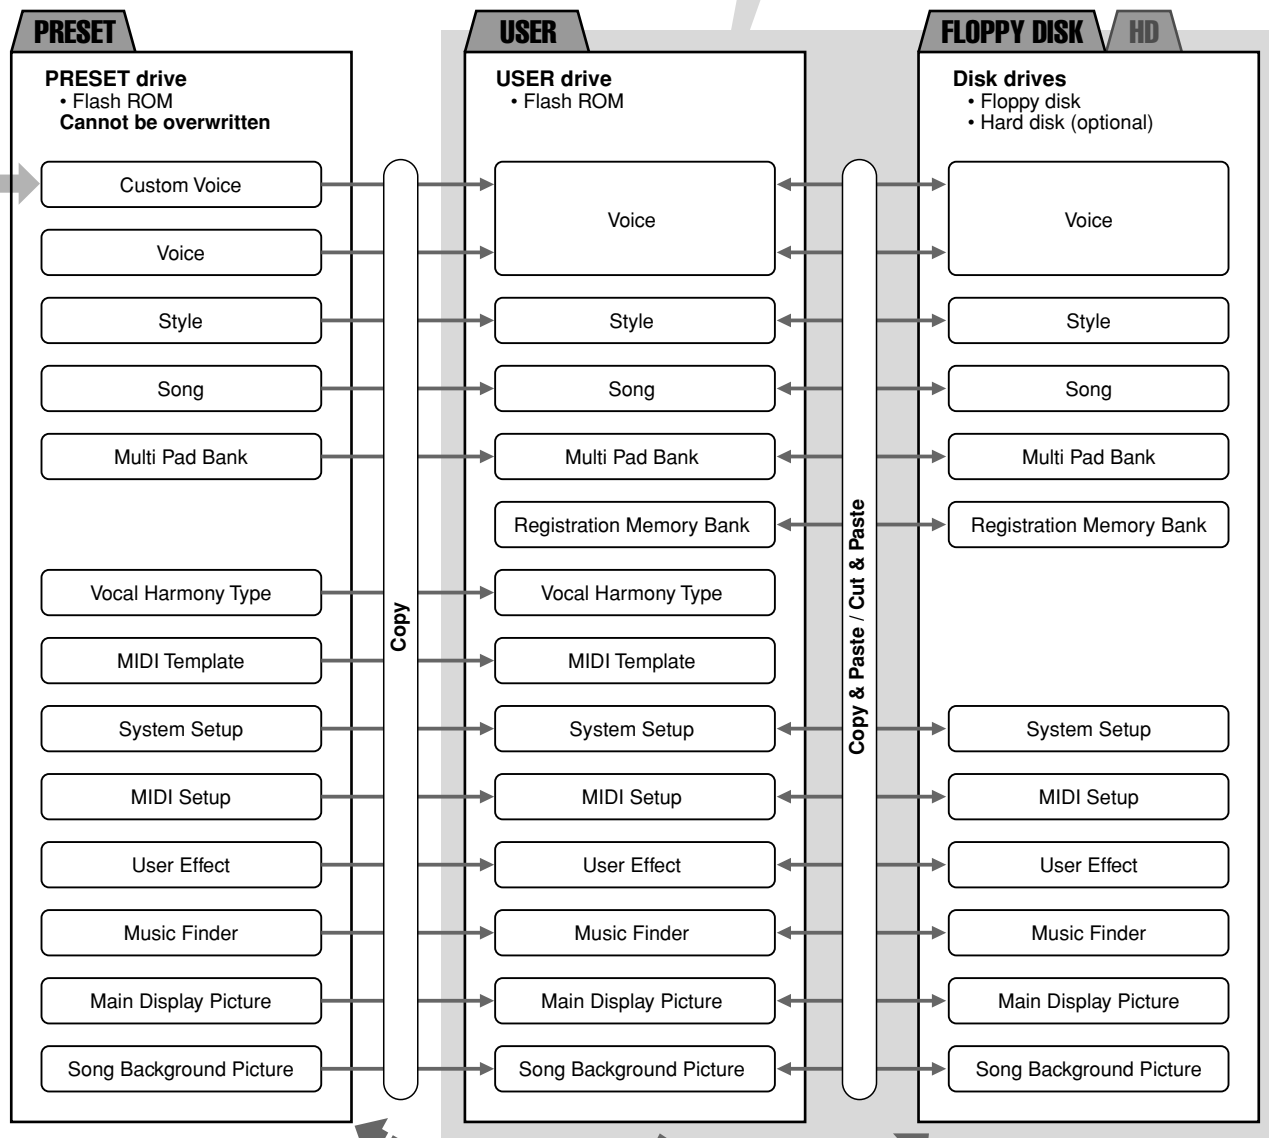 PRESET
PRESET drive
• Flash ROM
Cannot be overwritten
Custom Voice
Voice
Style
Song
Multi Pad Bank
Vocal Harmony Type
MIDI Template
System Setup
MIDI Setup
User Effect
Music Finder
Main Display Picture
Song Background Picture
Copy
USER
USER drive
• Flash ROM
Voice
Style
Song
Multi Pad Bank
Registration Memory Bank
Vocal Harmony Type
MIDI Template
System Setup
MIDI Setup
User Effect
Music Finder
Main Display Picture
Song Background Picture
Copy & Paste / Cut & Paste
FLOPPY DISK HD
Disk drives
• Floppy disk
• Hard disk (optional)
Voice
Style
Song
Multi Pad Bank
Registration Memory Bank
System Setup
MIDI Setup
User Effect
Music Finder
Main Display Picture
Song Background Picture